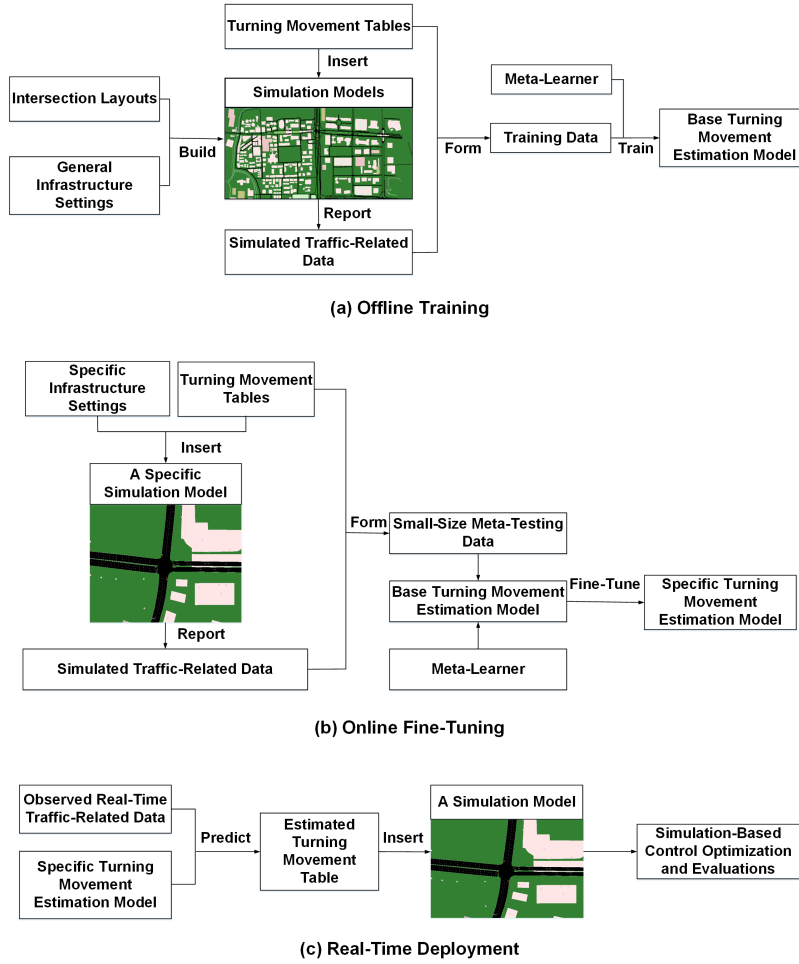 Turning Movement Tables
Insert
Simulation Models
Intersection Layouts
General
Infrastructure
Settings
Build
Report
Simulated Traffic-Related
Data
Form
Meta-Learner
Training Data
Train
Base Turning
Movement
Estimation Model
(a) Offline Training
Specific
Infrastructure
Settings
Turning Movement
Tables
Insert
A Specific
Simulation Model
Report
Simulated Traffic-Related Data
Form
Small-Size Meta-Testing
Data
Base Turning Movement
Estimation Model
Meta-Learner
Fine-Tune
Specific Turning
Movement
Estimation Model
(b) Online Fine-Tuning
Observed Real-Time
Traffic-Related Data
Specific Turning
Movement
Estimation Model
Predict
Estimated
Turning
Movement
Table
Insert
A Simulation Model
Simulation-Based
Control Optimization
and Evaluations
(c) Real-Time Deployment